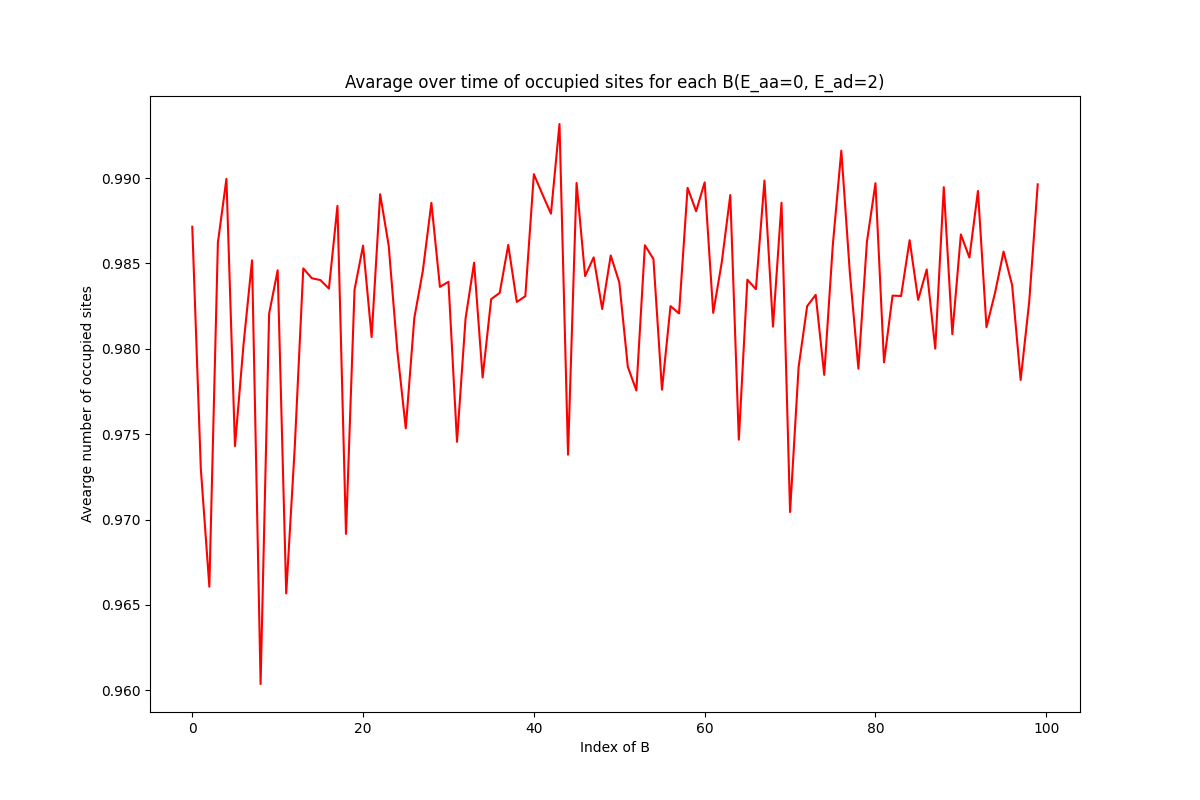 Avarage over time of occupied sites for each B(E_aa=0, E_ad=2)
Avearge number of occupied sites
0.990
0.985
0.980
0.975
0.970
0.965
0.960
0 20 40 60 80 100
Index of B